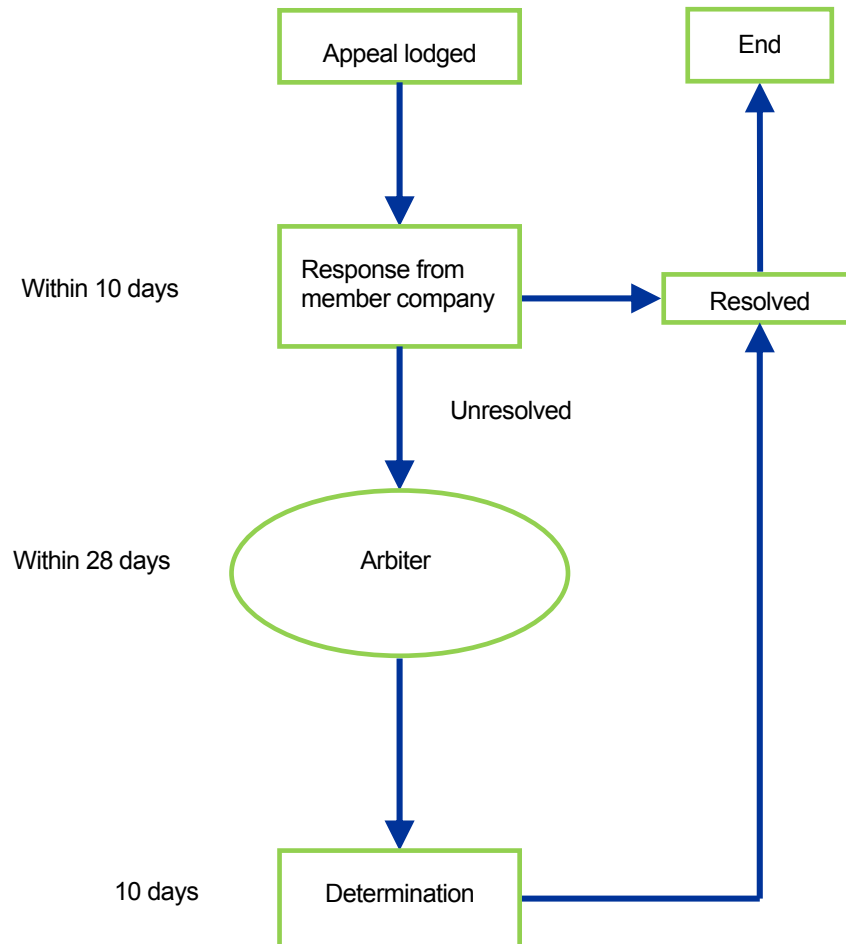 Appeal lodged
End
Within 10 days
Response from
member company
Resolved
Unresolved
Within 28 days
Arbiter
10 days
Determination